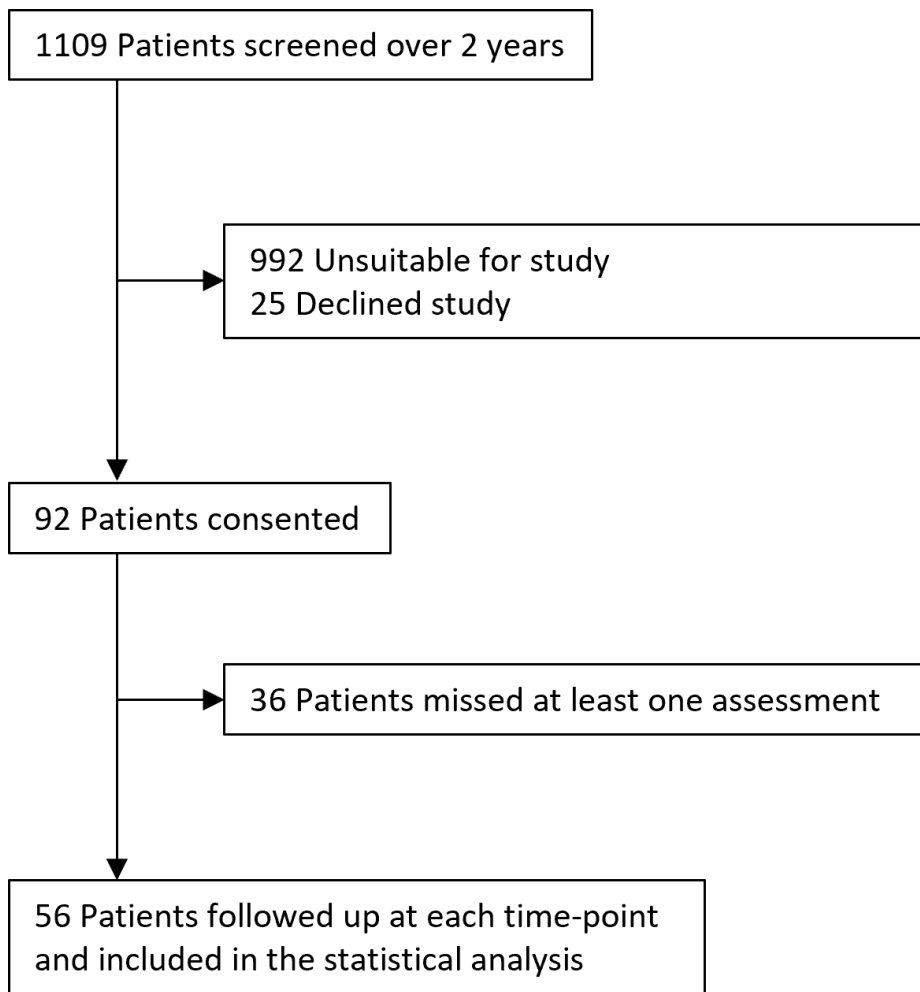 1109 Patients screened over 2 years
992 Unsuitable for study
25 Declined study
92 Patients consented
36 Patients missed at least one assessment
56 Patients followed up at each time-point
and included in the statistical analysis